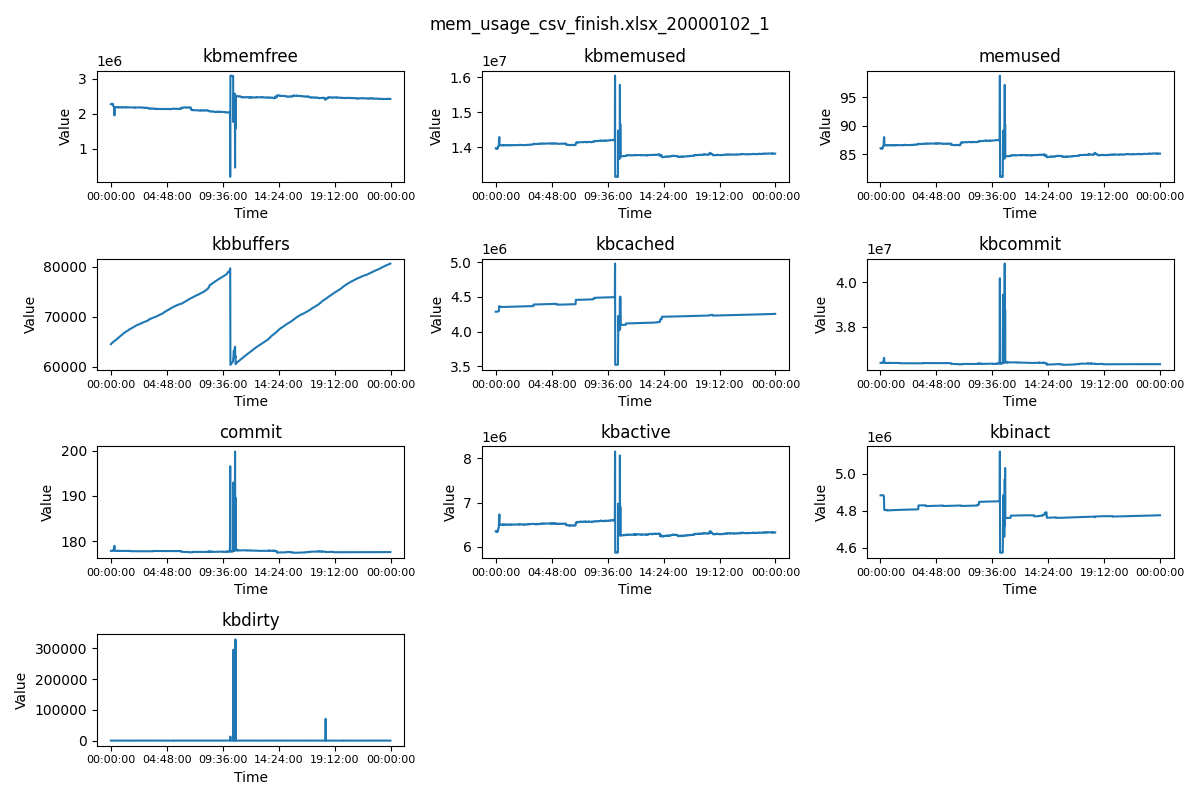 mem_usage_csv_finish.xlsx_20000102_1
kbmemfree
1e6
3
2
1
Value
00:00:00 04:48:00 09:36:00 14:24:00 19:12:00 00:00:00
Time
kbmemused
1e7
1.6
1.5
1.4
Value
00:00:00 04:48:00 09:36:00 14:24:00 19:12:00 00:00:00
Time
memused
95
90
85
Value
00:00:00 04:48:00 09:36:00 14:24:00 19:12:00 00:00:00
Time
kbbuffers
80000
70000
60000
Value
00:00:00 04:48:00 09:36:00 14:24:00 19:12:00 00:00:00
Time
kbcached
1e6
5.0
4.5
4.0
3.5
Value
00:00:00 04:48:00 09:36:00 14:24:00 19:12:00 00:00:00
Time
kbcommit
1e7
4.0
3.8
Value
00:00:00 04:48:00 09:36:00 14:24:00 19:12:00 00:00:00
Time
commit
200
190
180
Value
00:00:00 04:48:00 09:36:00 14:24:00 19:12:00 00:00:00
Time
kbactive
1e6
8
7
6
Value
00:00:00 04:48:00 09:36:00 14:24:00 19:12:00 00:00:00
Time
kbinact
1e6
5.0
4.8
4.6
Value
00:00:00 04:48:00 09:36:00 14:24:00 19:12:00 00:00:00
Time
kbdirty
300000
200000
100000
0
Value
00:00:00 04:48:00 09:36:00 14:24:00 19:12:00 00:00:00
Time